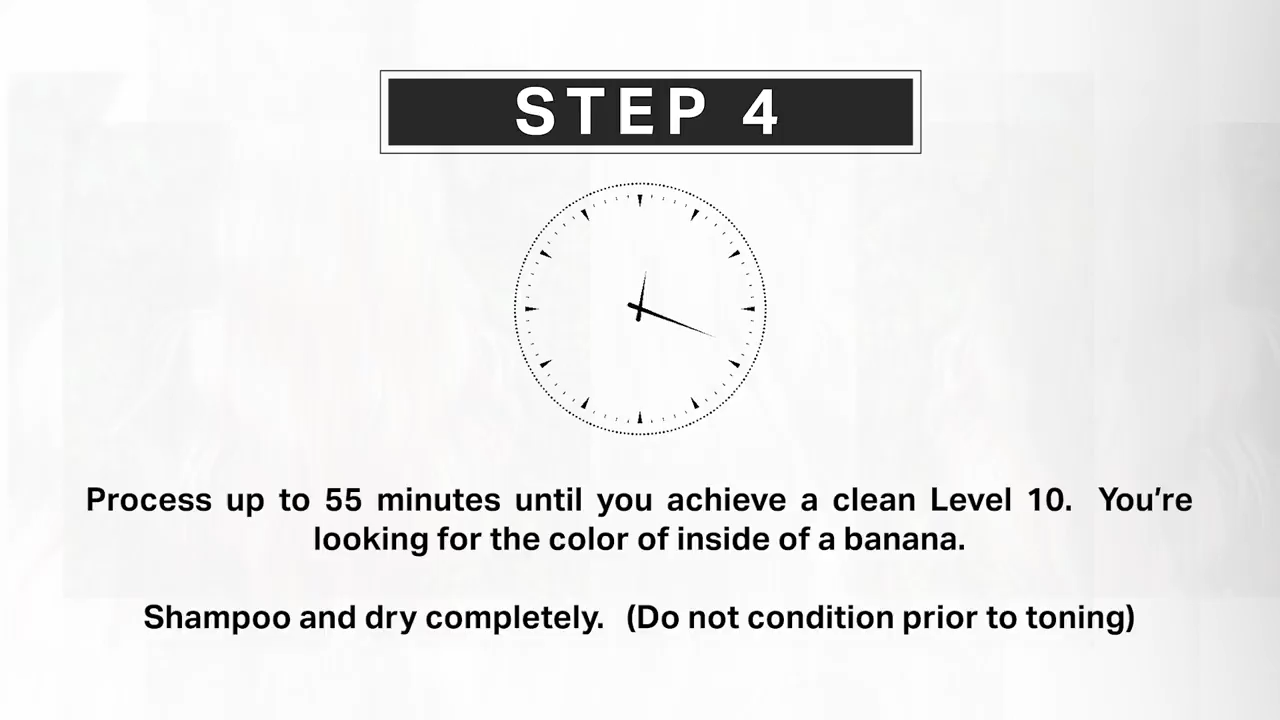 STEP 4
Process up to 55 minutes until you achieve a clean Level 10. You’re
looking for the color of inside of a banana.
Shampoo and dry completely. (Do not condition prior to toning)